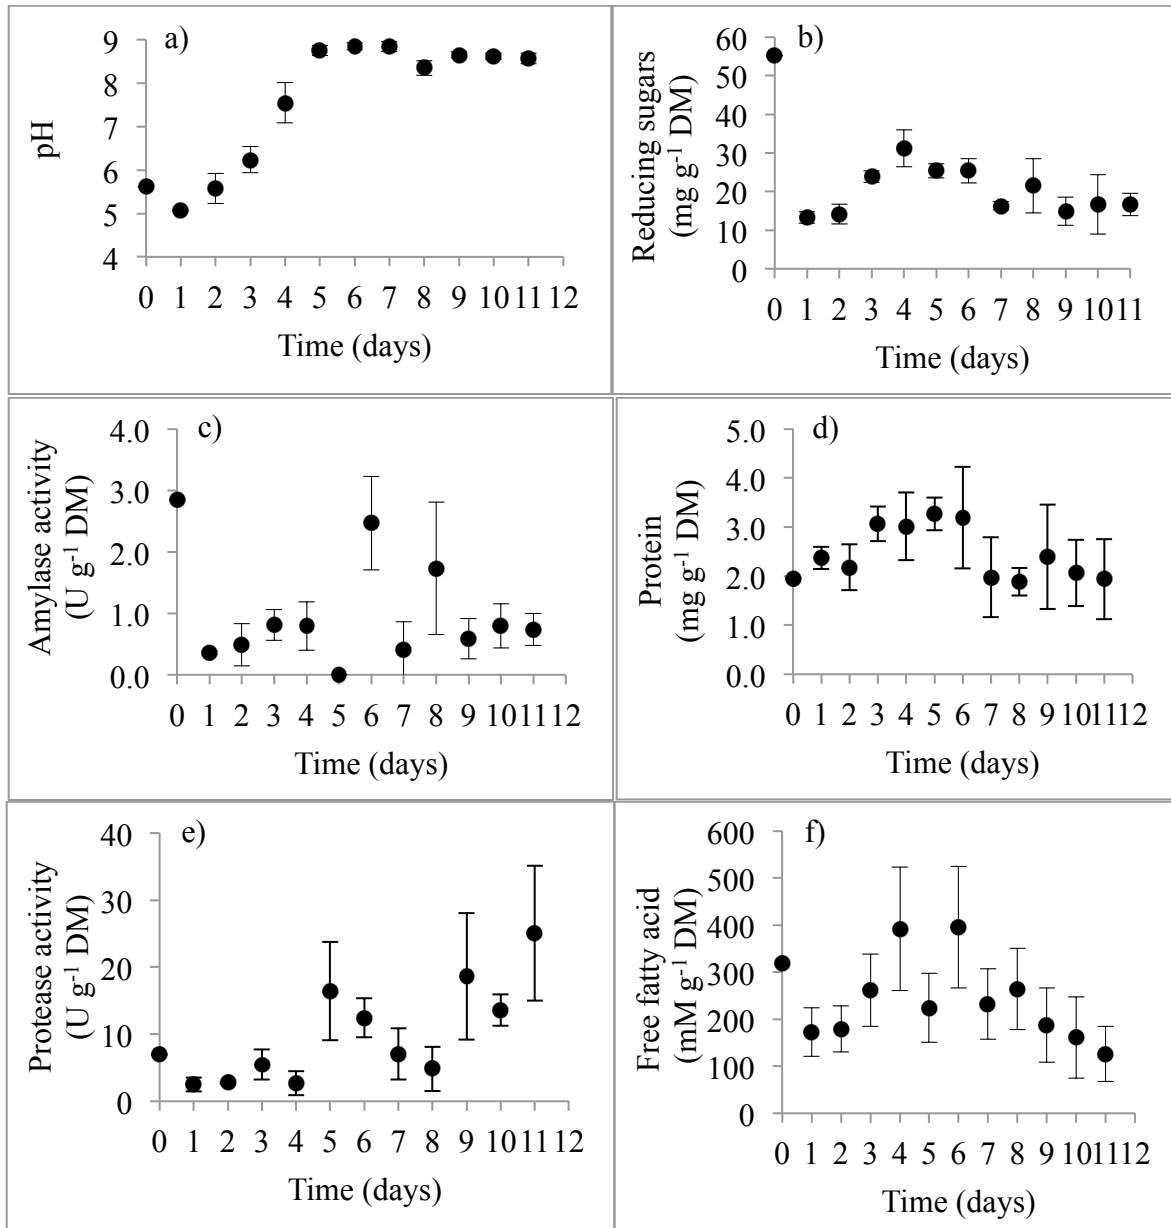 a)
pH
9
8
7
6
5
4
0 1 2 3 4 5 6 7 8 9 10 11 12
Time (days)
b)
Reducing sugars
(mg g⁻¹ DM)
60
50
40
30
20
10
0
0 1 2 3 4 5 6 7 8 9 10 11
Time (days)
c)
Amylase activity
(U g⁻¹ DM)
4.0
3.0
2.0
1.0
0.0
0 1 2 3 4 5 6 7 8 9 10 11 12
Time (days)
d)
Protein
(mg g⁻¹ DM)
5.0
4.0
3.0
2.0
1.0
0.0
0 1 2 3 4 5 6 7 8 9 10 11 12
Time (days)
e)
Protease activity
(U g⁻¹ DM)
40
30
20
10
0
0 1 2 3 4 5 6 7 8 9 10 11 12
Time (days)
f)
Free fatty acid
(mM g⁻¹ DM)
600
500
400
300
200
100
0
0 1 2 3 4 5 6 7 8 9 10 11 12
Time (days)